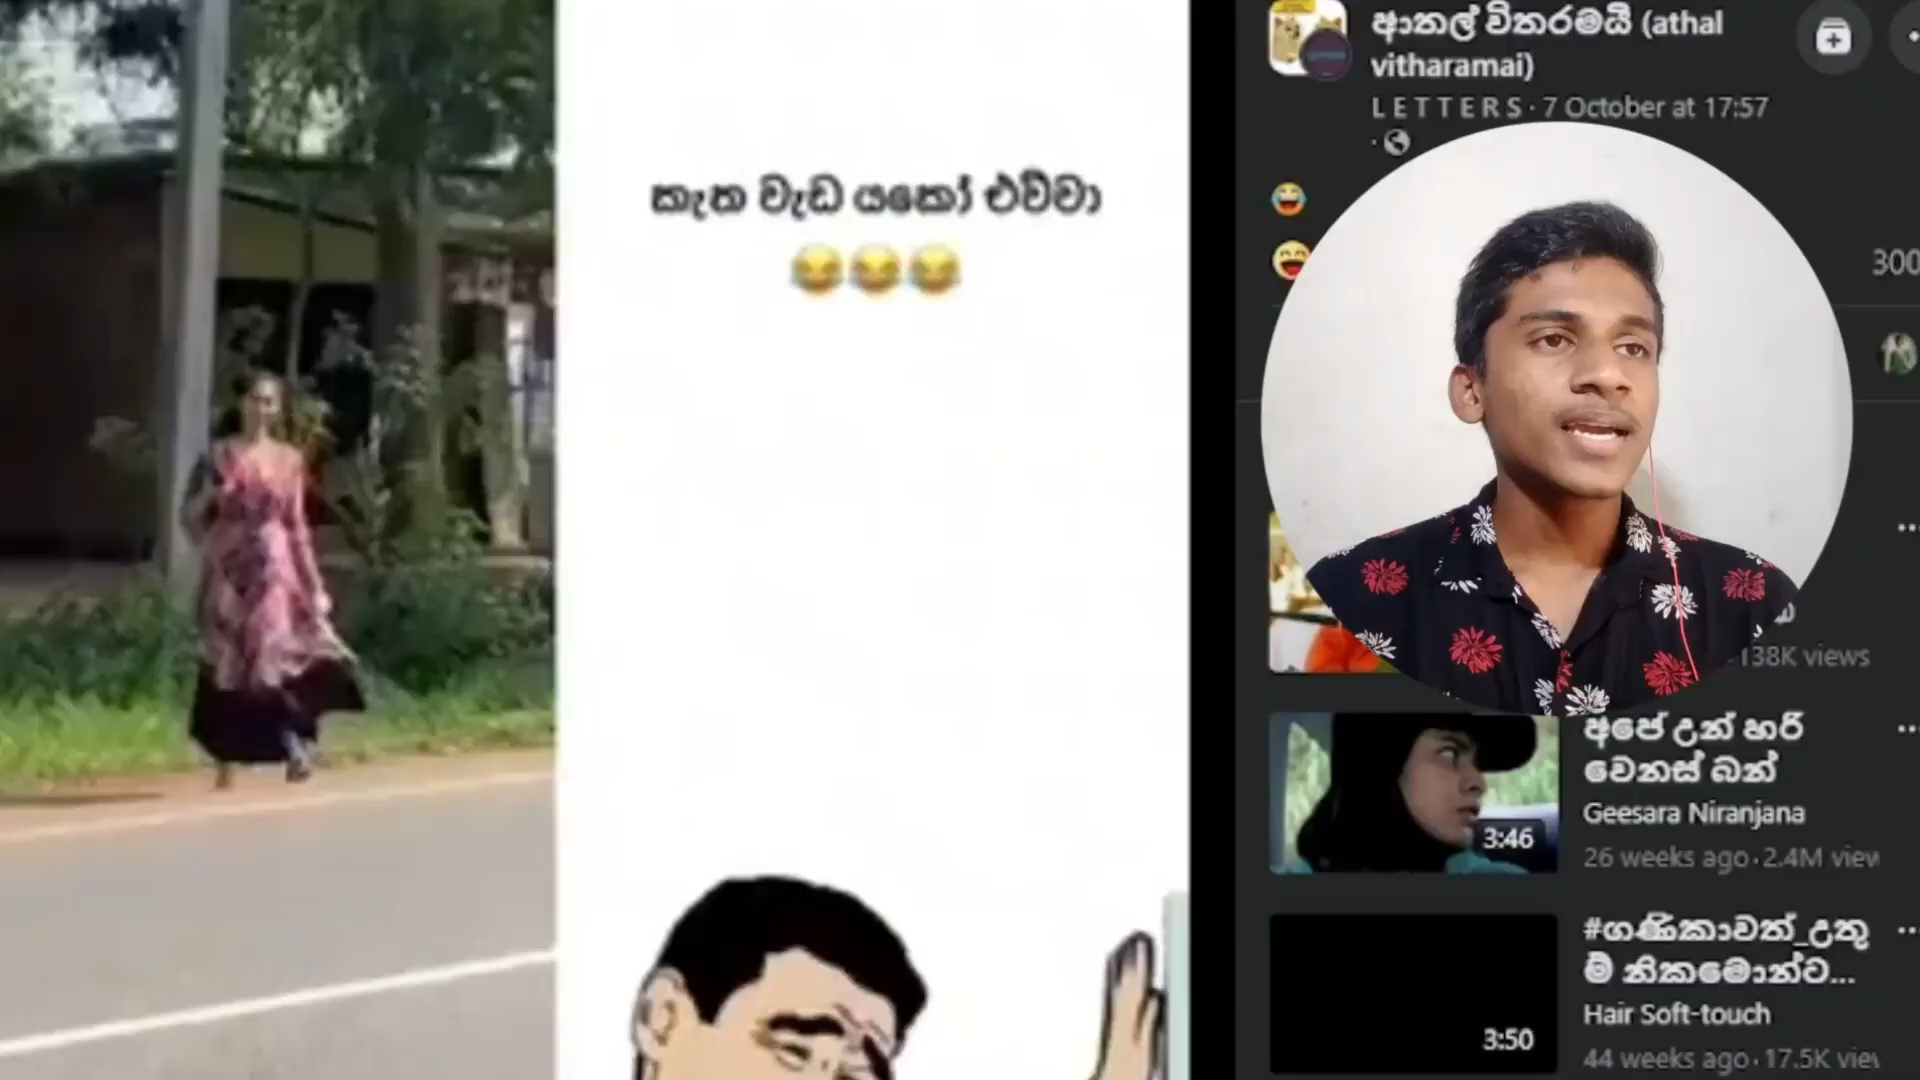 කැත වැඩ යකෝ එව්වා
😂😂😂
ආතල් විතරමයි (athal
vitharamai)
L E T T E R S · 7 October at 17:57
300
138K views
අපේ උන් හරි
වෙනස් බන්
3:46
Geesara Niranjana
26 weeks ago · 2.4M view
#ගණිකාවත්_උතු
ම් නිකමොන්ට...
3:50
Hair Soft-touch
44 weeks ago · 17.5K view